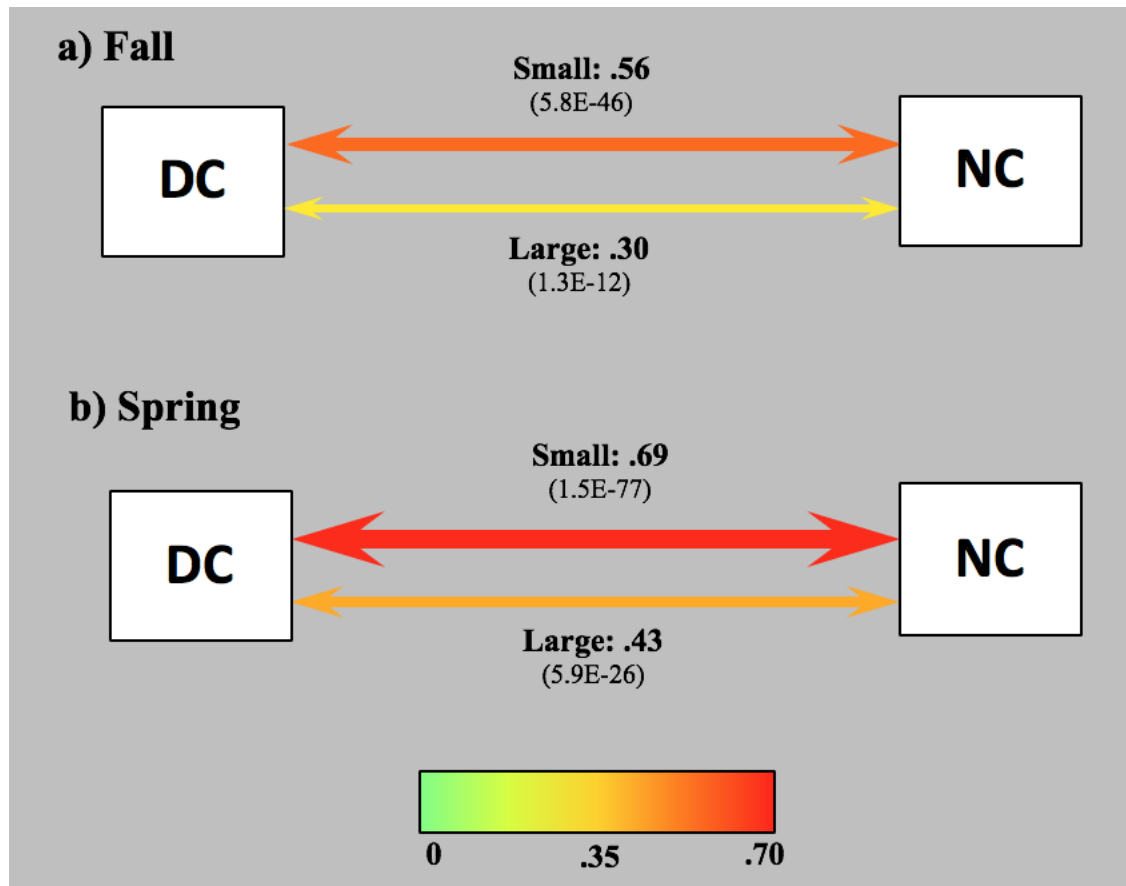 a) Fall
Small: .56
(5.8E-46)
DC
NC
Large: .30
(1.3E-12)
b) Spring
Small: .69
(1.5E-77)
DC
NC
Large: .43
(5.9E-26)
0 .35 .70